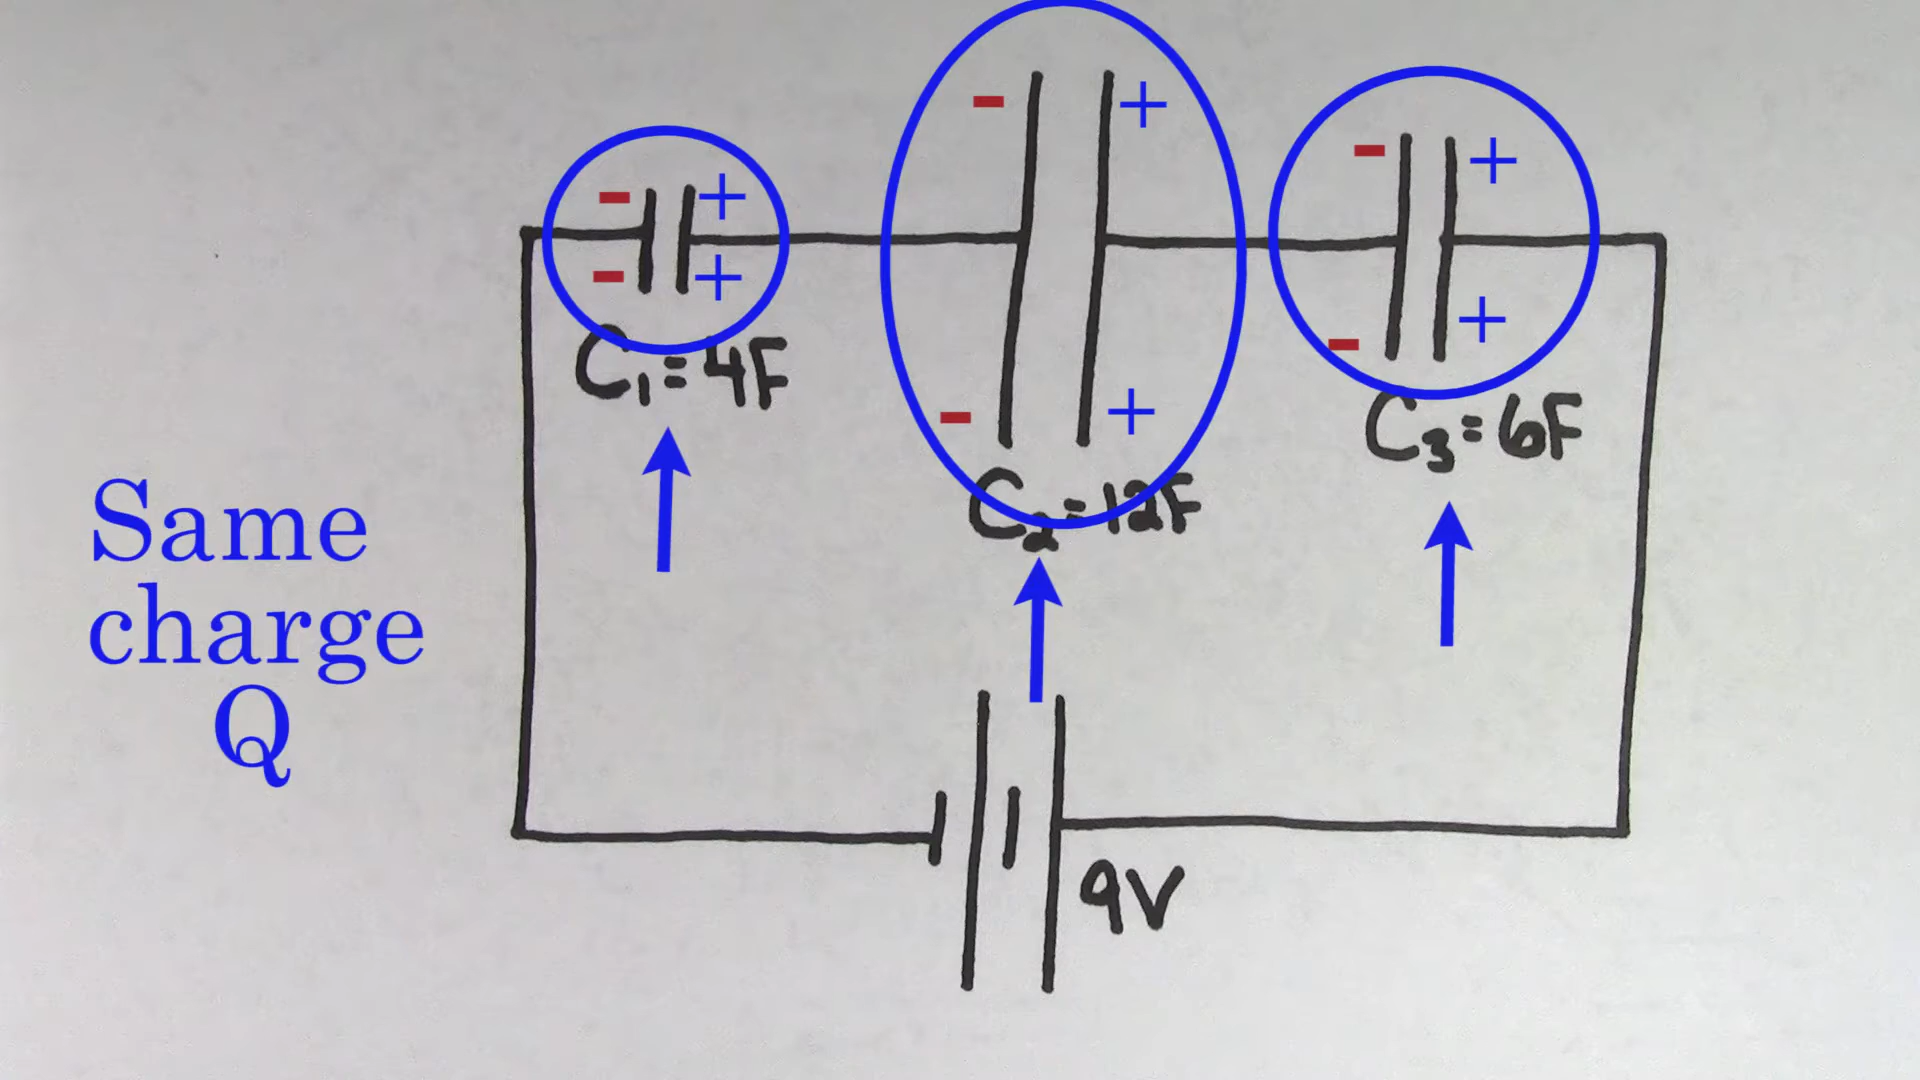 - +
- +
- +
- +
- +
- +
C₁=4F
C₃=6F
C₂=12F
Same
charge
Q
9V